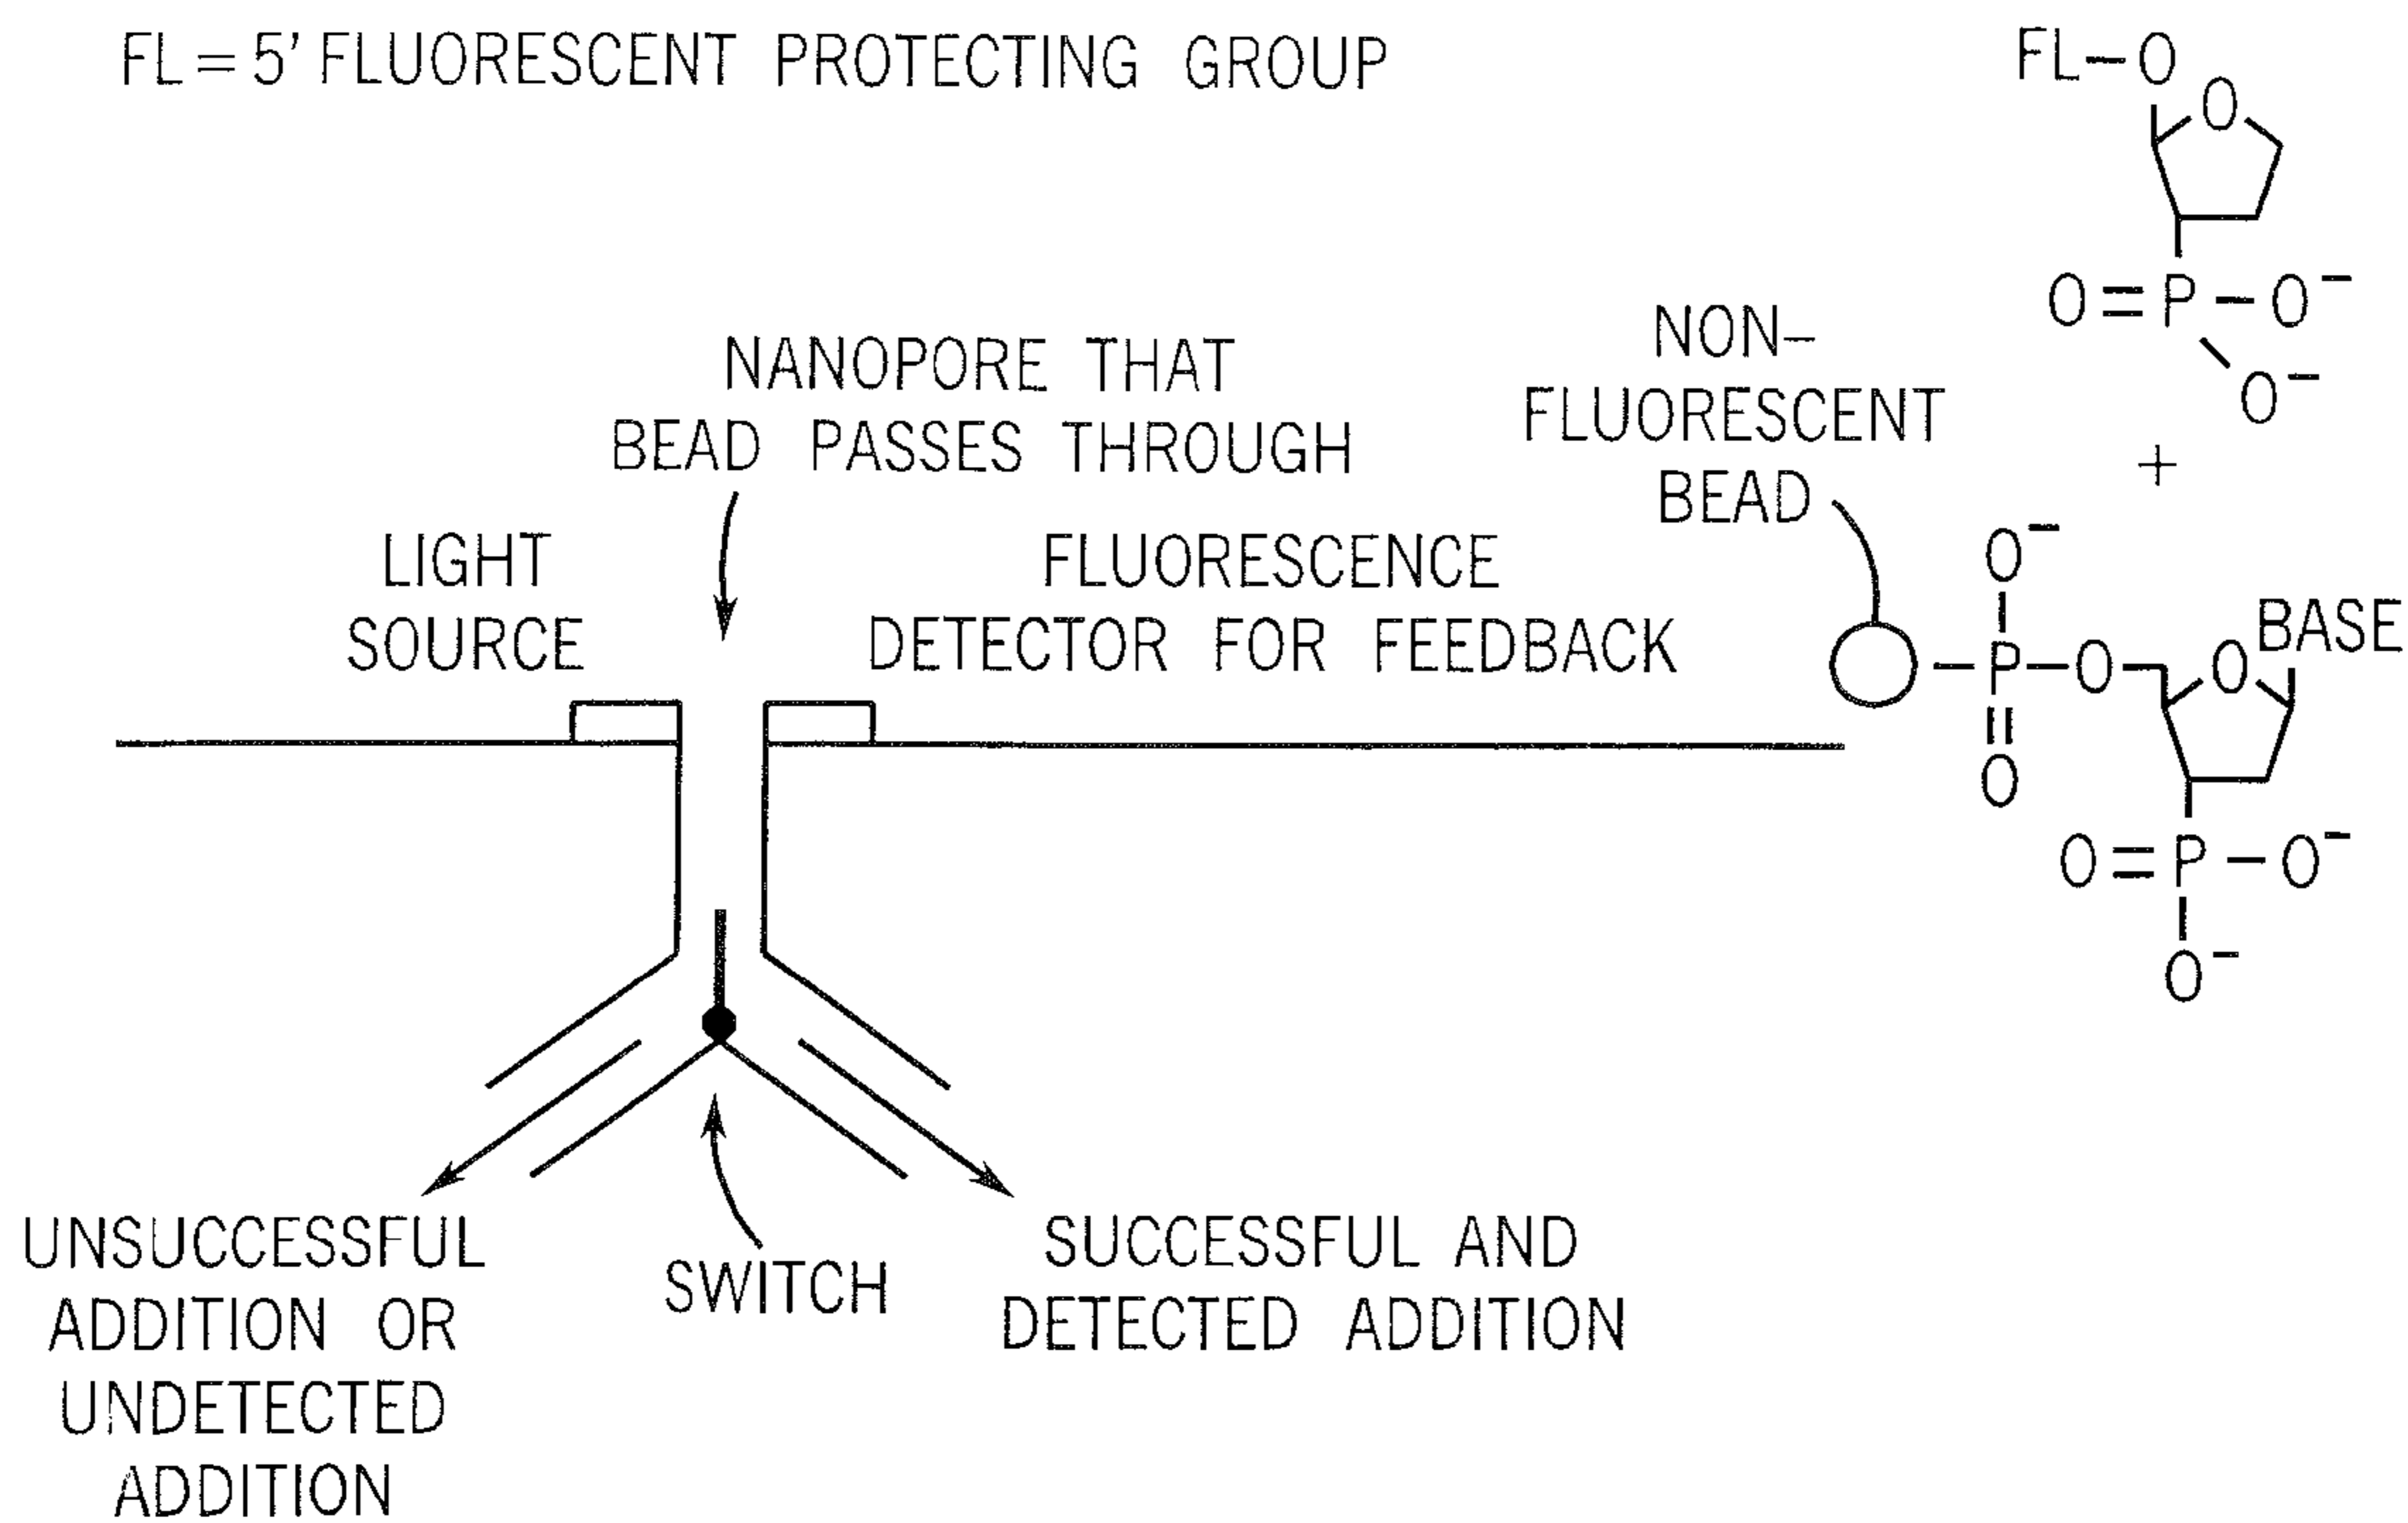 FL = 5' FLUORESCENT PROTECTING GROUP
FL—O
O
O=P—O⁻
O⁻
+
NANOPORE THAT
BEAD PASSES THROUGH
NON–
FLUORESCENT
BEAD
LIGHT
SOURCE
FLUORESCENCE
DETECTOR FOR FEEDBACK
O⁻
BASE
P—O
O
O
O=P—O⁻
O⁻
UNSUCCESSFUL
ADDITION OR
UNDETECTED
ADDITION
SWITCH
SUCCESSFUL AND
DETECTED ADDITION